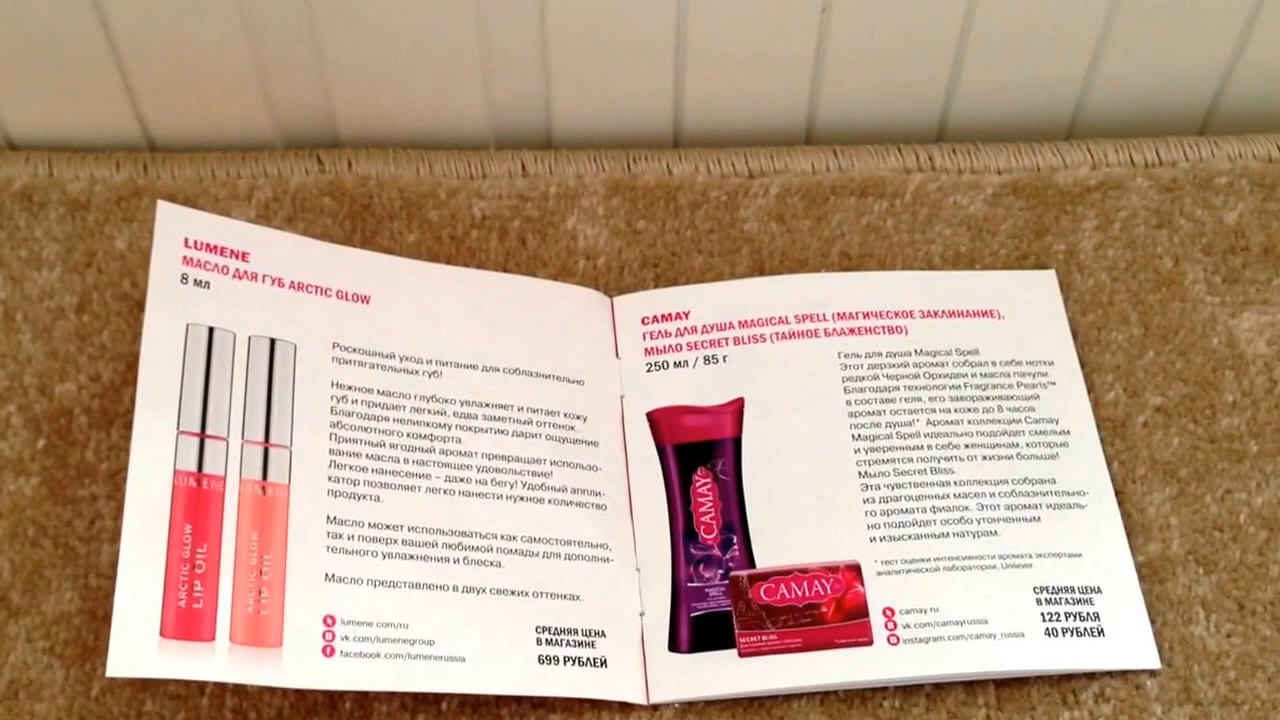 LUMENE
МАСЛО ДЛЯ ГУБ ARCTIC GLOW
8 мл
Роскошный уход и питание для соблазнительно
притягательных губ!
Нежное масло глубоко увлажняет и питает кожу
губ и придает легкий, едва заметный оттенок.
Благодаря нелипкому покрытию дарит ощущение
абсолютного комфорта.
Приятный ягодный аромат превращает использо-
вание масла в настоящее удовольствие!
Легкое нанесение – даже на бегу! Удобный аппли-
катор позволяет легко нанести нужное количество
продукта.
Масло может использоваться как самостоятельно,
так и поверх вашей любимой помады для дополни-
тельного увлажнения и блеска.
Масло представлено в двух свежих оттенках.
lumene com/ru
vk.com/lumenegroup
facebook.com/lumenerussia
СРЕДНЯЯ ЦЕНА
В МАГАЗИНЕ
699 РУБЛЕЙ
LUMENE
ARCTIC GLOW
LIP OIL
LUMENE
ARCTIC GLOW
LIP OIL
CAMAY
ГЕЛЬ ДЛЯ ДУША MAGICAL SPELL (МАГИЧЕСКОЕ ЗАКЛИНАНИЕ),
МЫЛО SECRET BLISS (ТАЙНОЕ БЛАЖЕНСТВО)
250 мл / 85 г
Гель для душа Magical Spell.
Этот дерзкий аромат собрал в себе нотки
редкой Черной Орхидеи и масла пачули.
Благодаря технологии Fragrance Pearls™
в составе геля, его завораживающий
аромат остается на коже до 8 часов
после душа!* Аромат коллекции Camay
Magical Spell идеально подойдет смелым
и уверенным в себе женщинам, которые
стремятся получить от жизни больше!
Мыло Secret Bliss.
Эта чувственная коллекция собрана
из драгоценных масел и соблазнительно-
го аромата фиалок. Этот аромат идеаль-
но подойдет особо утонченным
и изысканным натурам.
* тест оценки интенсивности аромата экспертами
аналитической лаборатории, Unilever.
camay.ru
vk.com/camayrussia
instagram.com/camay_russia
СРЕДНЯЯ ЦЕНА
В МАГАЗИНЕ
122 РУБЛЯ
40 РУБЛЕЙ
CAMAY
MAGICAL
SPELL
CAMAY
SECRET BLISS